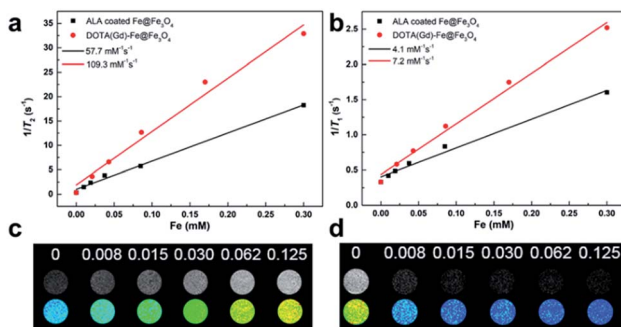 a
ALA coated Fe@Fe₃O₄
DOTA(Gd)-Fe@Fe₃O₄
57.7 mM⁻¹s⁻¹
109.3 mM⁻¹s⁻¹
35
30
25
20
15
10
5
0
1/T₂ (s⁻¹)
0.00 0.05 0.10 0.15 0.20 0.25 0.30
Fe (mM)
b
ALA coated Fe@Fe₃O₄
DOTA(Gd)-Fe@Fe₃O₄
4.1 mM⁻¹s⁻¹
7.2 mM⁻¹s⁻¹
2.5
2.0
1.5
1.0
0.5
0.0
1/T₁ (s⁻¹)
0.00 0.05 0.10 0.15 0.20 0.25 0.30
Fe (mM)
c
0 0.008 0.015 0.030 0.062 0.125
d
0 0.008 0.015 0.030 0.062 0.125